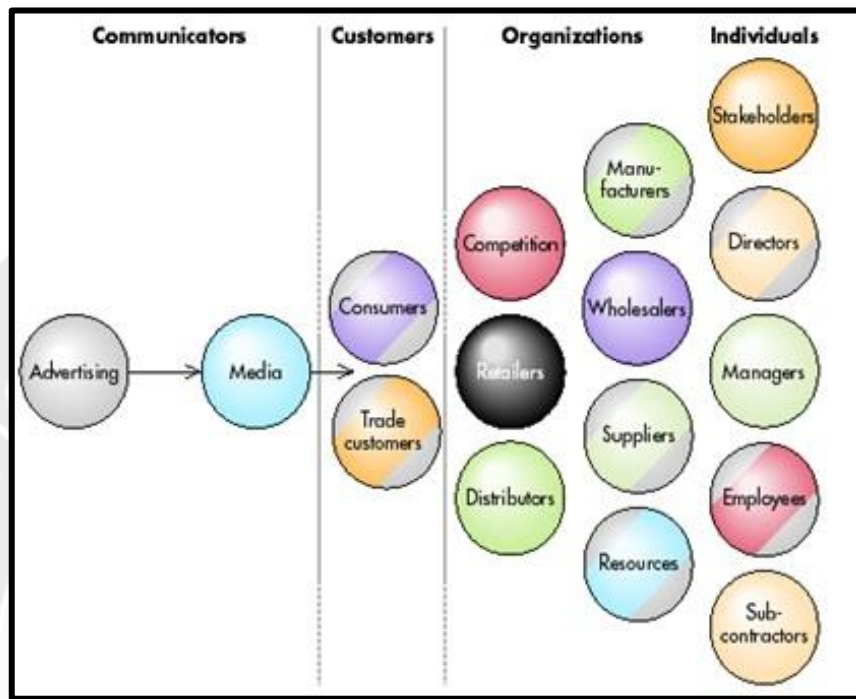 Communicators
Customers
Organizations
Individuals
Advertising
Media
Consumers
Trade
customers
Competition
Retailers
Distributors
Manu-
facturers
Wholesalers
Suppliers
Resources
Stakeholders
Directors
Managers
Employees
Sub-
contractors